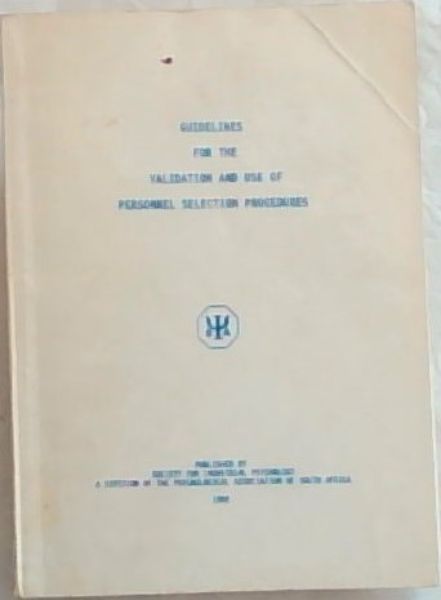 GUIDELINES
FOR THE
VALIDATION AND USE OF
PERSONNEL SELECTION PROCEDURES
PUBLISHED BY
SOCIETY FOR INDUSTRIAL PSYCHOLOGY
A DIVISION OF THE PSYCHOLOGICAL ASSOCIATION OF SOUTH AFRICA